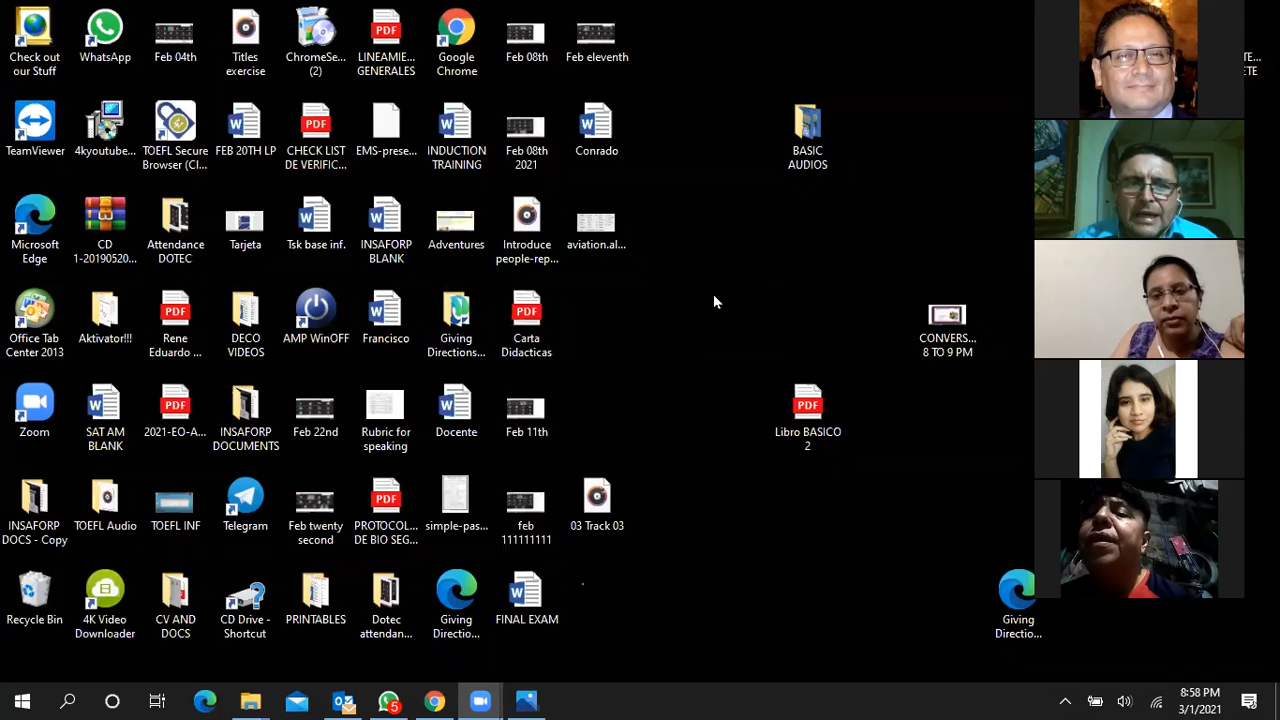 Check out
our Stuff
WhatsApp
Feb 04th
Titles
exercise
ChromeSe...
(2)
LINEAMIE...
GENERALES
Google
Chrome
Feb 08th
Feb eleventh
TE...
ETE
TeamViewer
4kyoutube...
TOEFL Secure
Browser (Cl...
FEB 20TH LP
CHECK LIST
DE VERIFIC...
EMS-prese...
INDUCTION
TRAINING
Feb 08th
2021
Conrado
BASIC
AUDIOS
Microsoft
Edge
CD
1-20190520...
Attendance
DOTEC
Tarjeta
Tsk base inf.
INSAFORP
BLANK
Adventures
Introduce
people-rep...
aviation.al...
Office Tab
Center 2013
Aktivator!!!
Rene
Eduardo ...
DECO
VIDEOS
AMP WinOFF
Francisco
Giving
Directions...
Carta
Didacticas
CONVERS...
8 TO 9 PM
Zoom
SAT AM
BLANK
2021-EO-A...
INSAFORP
DOCUMENTS
Feb 22nd
Rubric for
speaking
Docente
Feb 11th
Libro BASICO
2
INSAFORP
DOCS - Copy
TOEFL Audio
TOEFL INF
Telegram
Feb twenty
second
PROTOCOL...
DE BIO SEG...
simple-pas...
feb
111111111
03 Track 03
Recycle Bin
4K Video
Downloader
CV AND
DOCS
CD Drive -
Shortcut
PRINTABLES
Dotec
attendan...
Giving
Directio...
FINAL EXAM
Giving
Directio...
5
8:58 PM
3/1/2021